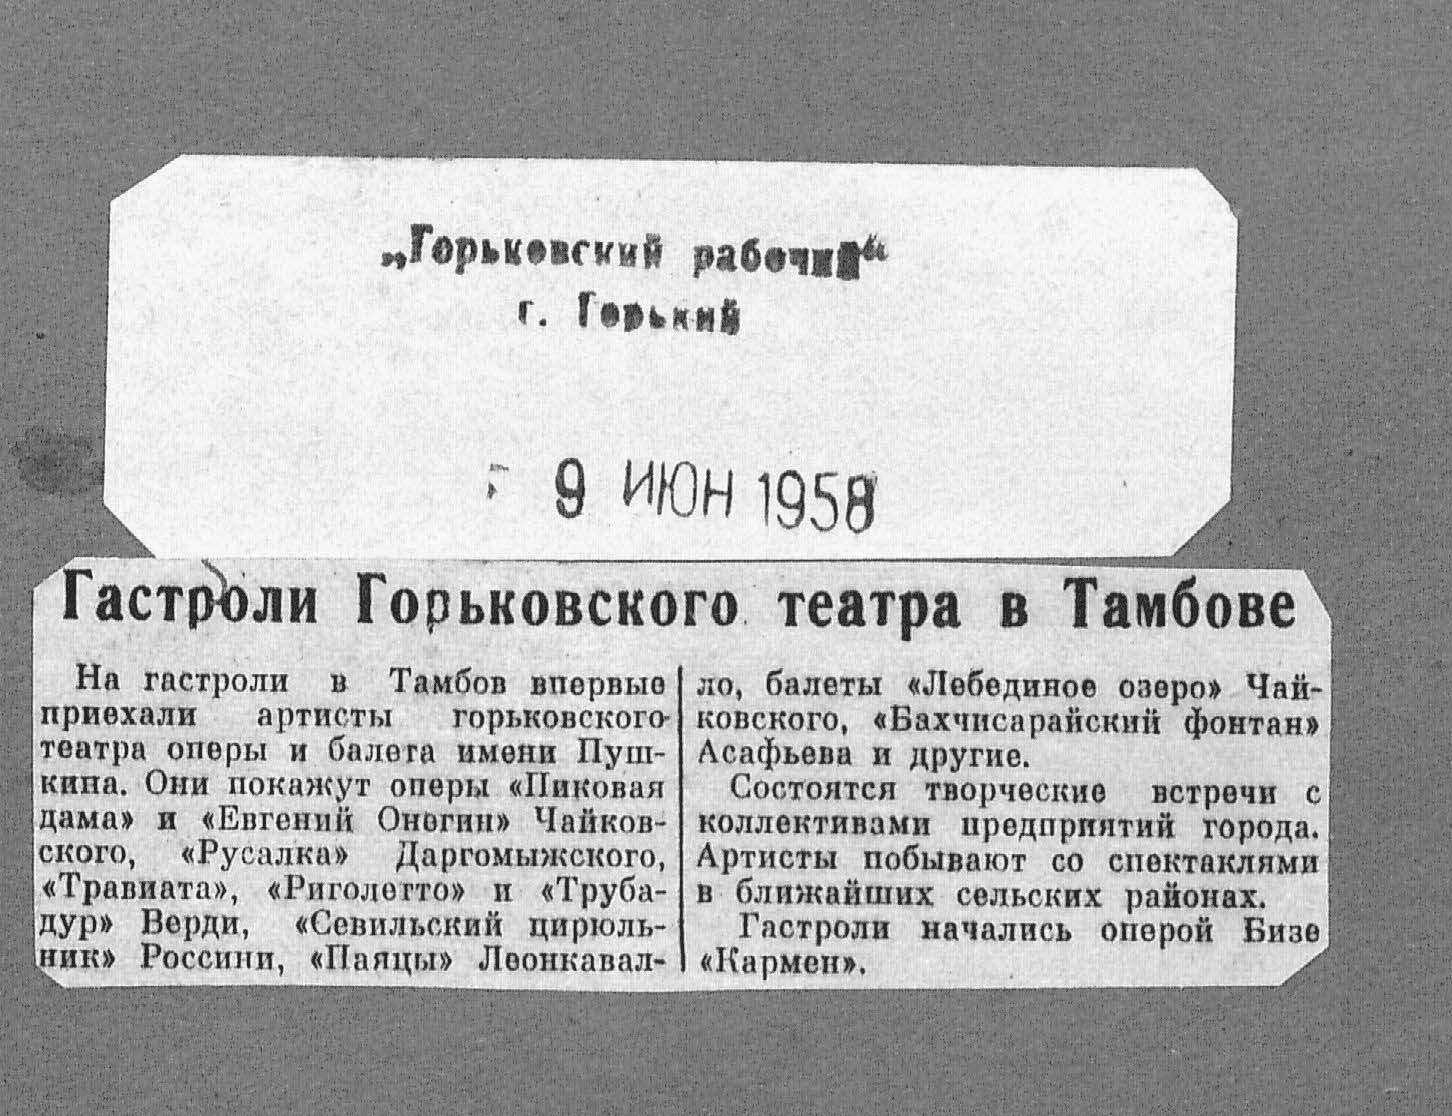 „Горьковский рабочий“
г. Горький
9 ИЮН 1958
Гастроли Горьковского театра в Тамбове
На гастроли в Тамбов впервые
приехали артисты горьковского
театра оперы и балета имени Пуш-
кина. Они покажут оперы «Пиковая
дама» и «Евгений Онегин» Чайков-
ского, «Русалка» Даргомыжского,
«Травиата», «Риголетто» и «Труба-
дур» Верди, «Севильский цирюль-
ник» Россини, «Паяцы» Леонкавал-
ло, балеты «Лебединое озеро» Чай-
ковского, «Бахчисарайский фонтан»
Асафьева и другие.
Состоятся творческие встречи с
коллективами предприятий города.
Артисты побывают со спектаклями
в ближайших сельских районах.
Гастроли начались оперой Бизе
«Кармен».